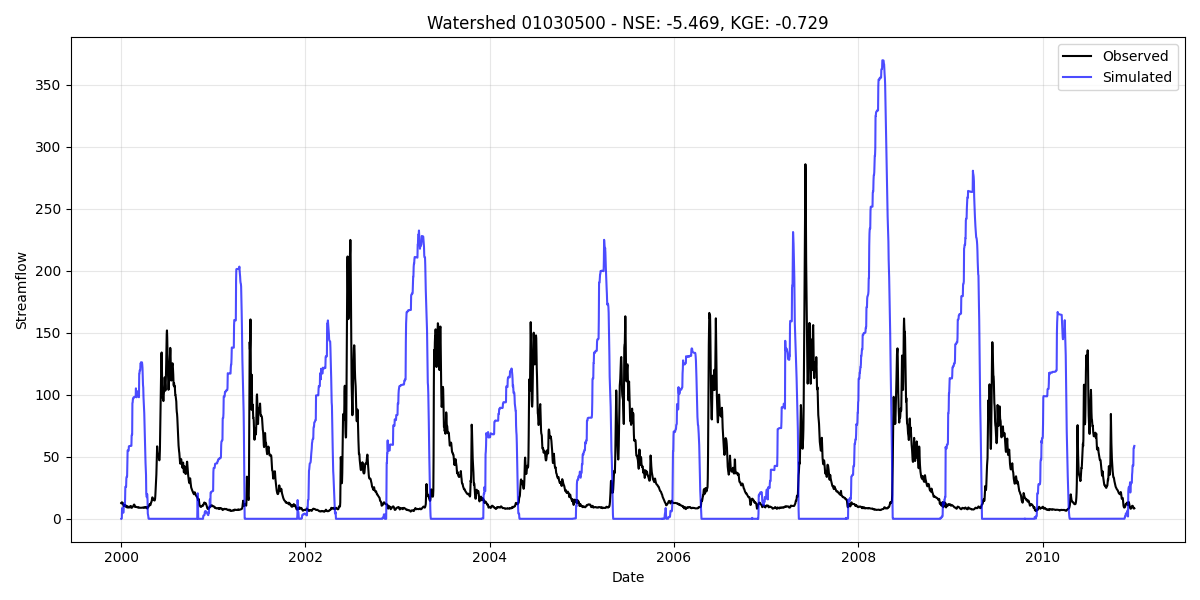 Watershed 01030500 - NSE: -5.469, KGE: -0.729
Observed
Simulated
Streamflow
350
300
250
200
150
100
50
0
2000 2002 2004 2006 2008 2010
Date